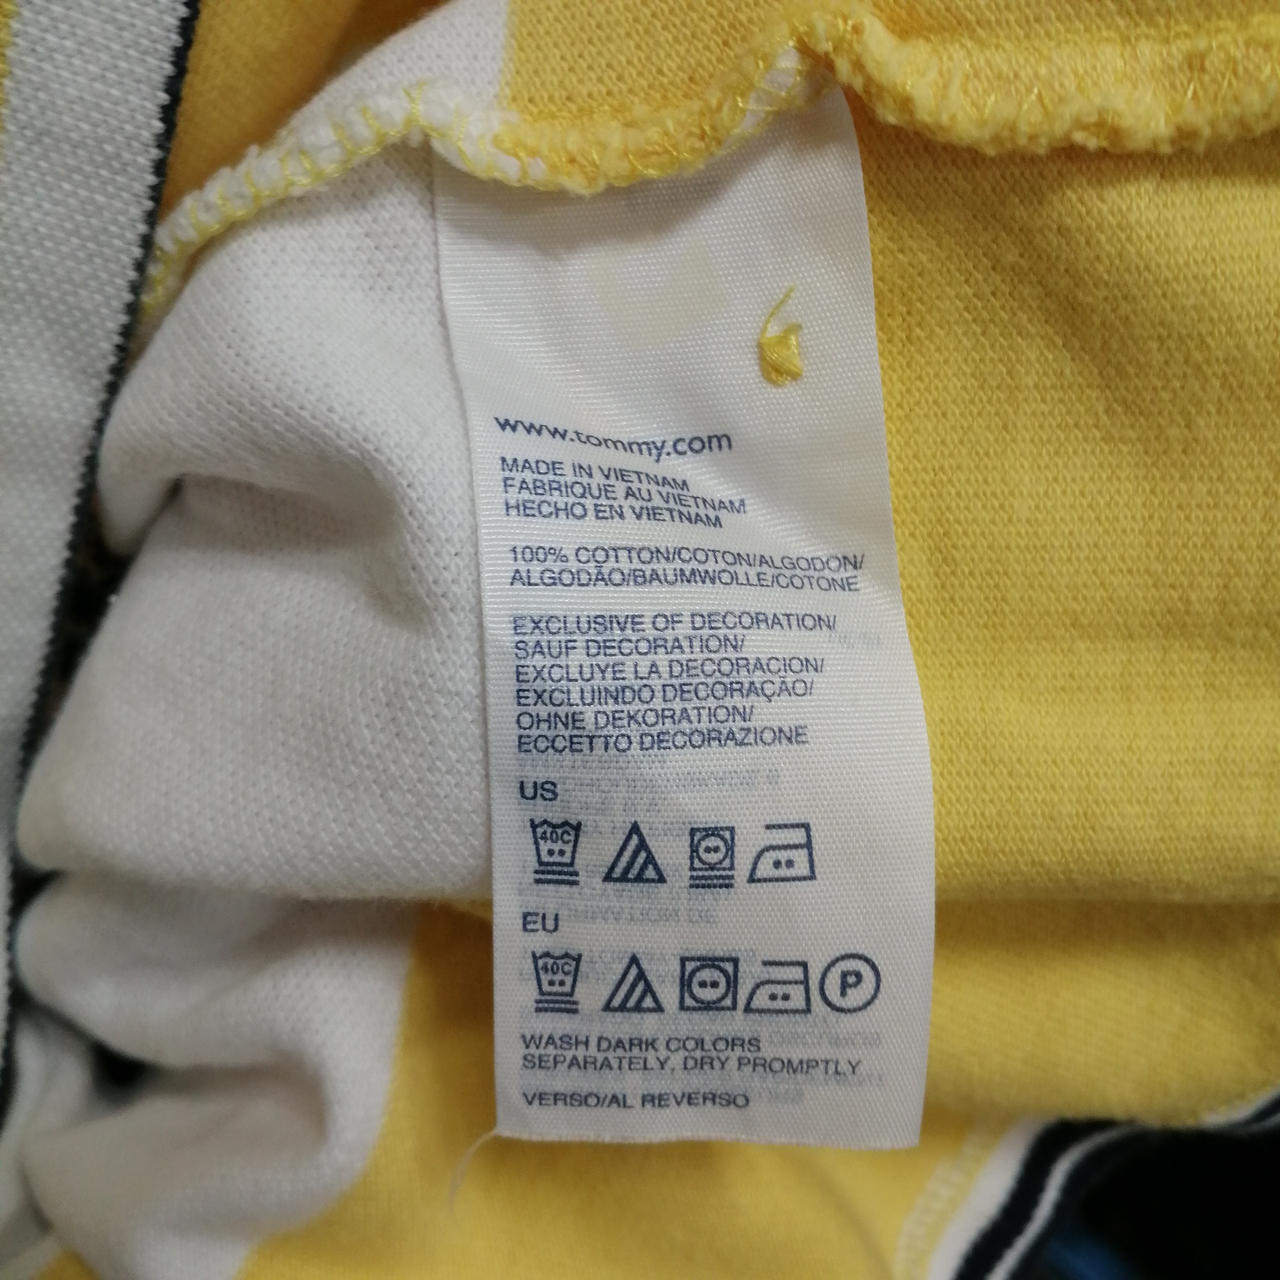 www.tommy.com
MADE IN VIETNAM
FABRIQUE AU VIETNAM
HECHO EN VIETNAM
100% COTTON/COTON/ALGODON/
ALGODÃO/BAUMWOLLE/COTONE
EXCLUSIVE OF DECORATION/
SAUF DECORATION/
EXCLUYE LA DECORACION/
EXCLUINDO DECORAÇÃO/
OHNE DEKORATION/
ECCETTO DECORAZIONE
US
40C
EU
40C
P
WASH DARK COLORS
SEPARATELY, DRY PROMPTLY
VERSO/AL REVERSO